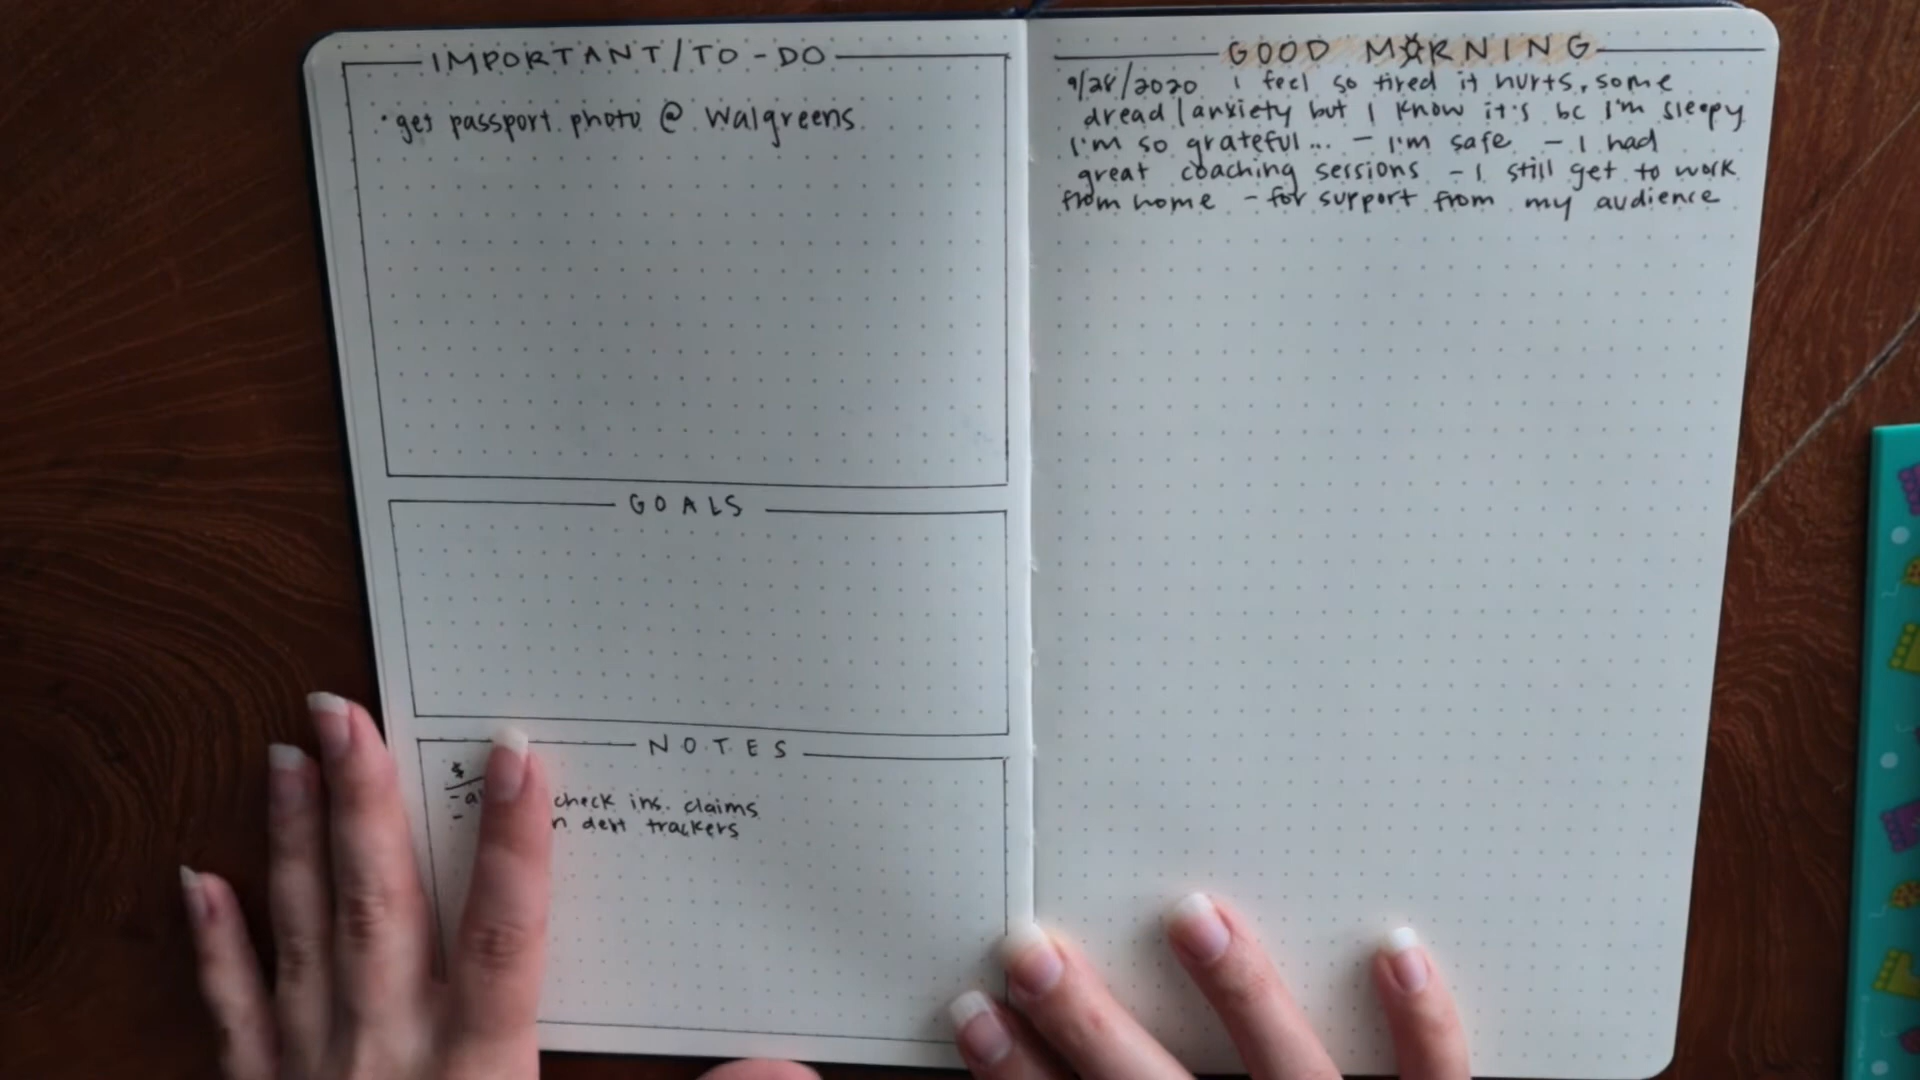 IMPORTANT/TO-DO
· get passport photo @ Walgreens
GOALS
NOTES
$
check ins. claims
debt trackers
GOOD MORNING
9/28/2020 I feel so tired it hurts, some
dread/anxiety but I know it's bc I'm sleepy
I'm so grateful... - I'm safe - I had
great coaching sessions - I still get to work
from home - for support from my audience